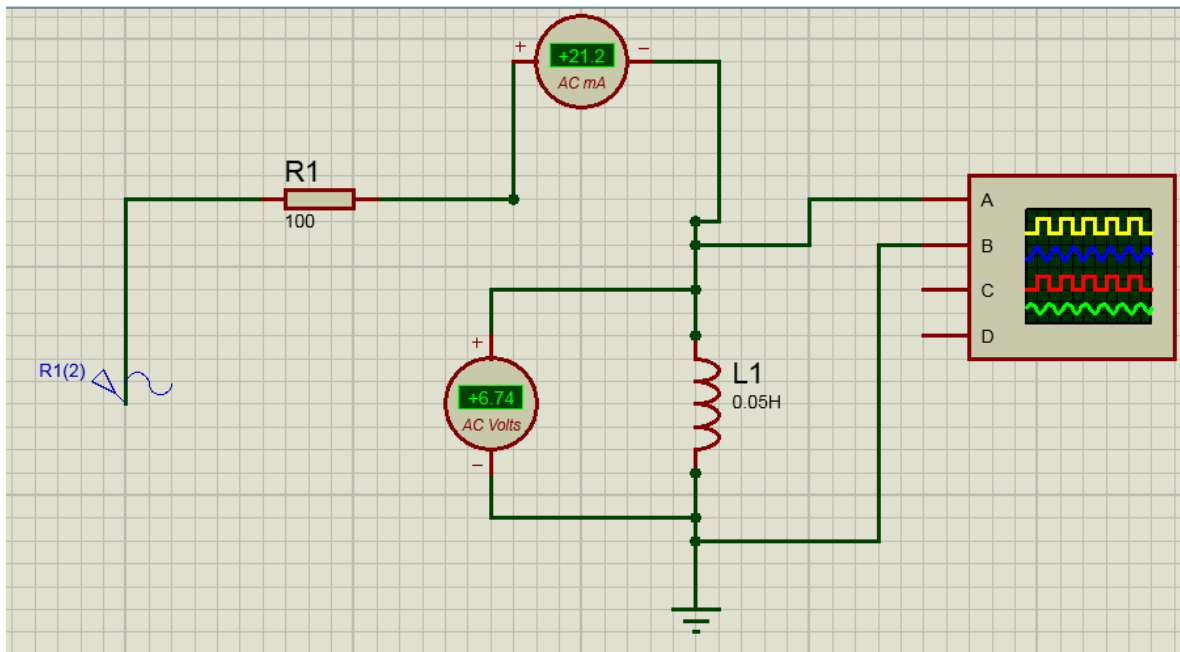 + +21.2 −
AC mA
R1
100
A
B
C
D
R1(2)
+
+6.74
AC Volts
−
L1
0.05H